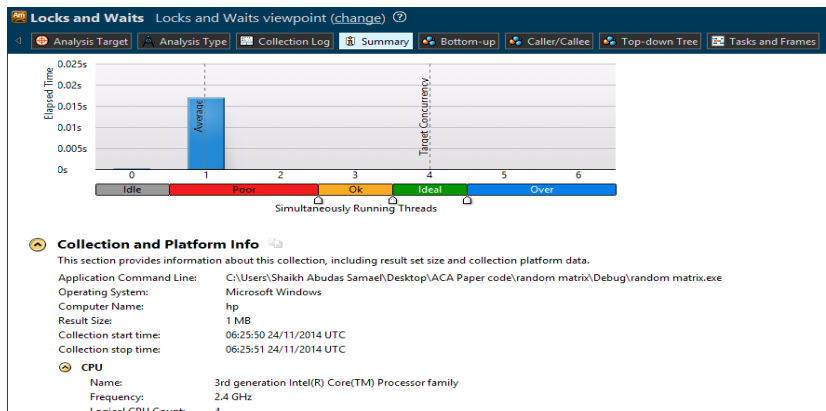 Locks and Waits Locks and Waits viewpoint (change) ?
Analysis Target Analysis Type Collection Log Summary Bottom-up Caller/Callee Top-down Tree Tasks and Frames
0.025s
0.02s
0.015s
0.01s
0.005s
0s
Elapsed Time
Average
Target Concurrency
0 1 2 3 4 5 6
Idle Poor Ok Ideal Over
Simultaneously Running Threads
Collection and Platform Info
This section provides information about this collection, including result set size and collection platform data.
Application Command Line: C:\Users\Shaikh Abudas Samael\Desktop\ACA Paper code\random matrix\Debug\random matrix.exe
Operating System: Microsoft Windows
Computer Name: hp
Result Size: 1 MB
Collection start time: 06:25:50 24/11/2014 UTC
Collection stop time: 06:25:51 24/11/2014 UTC
CPU
Name: 3rd generation Intel(R) Core(TM) Processor family
Frequency: 2.4 GHz
Logical CPU Count: 4